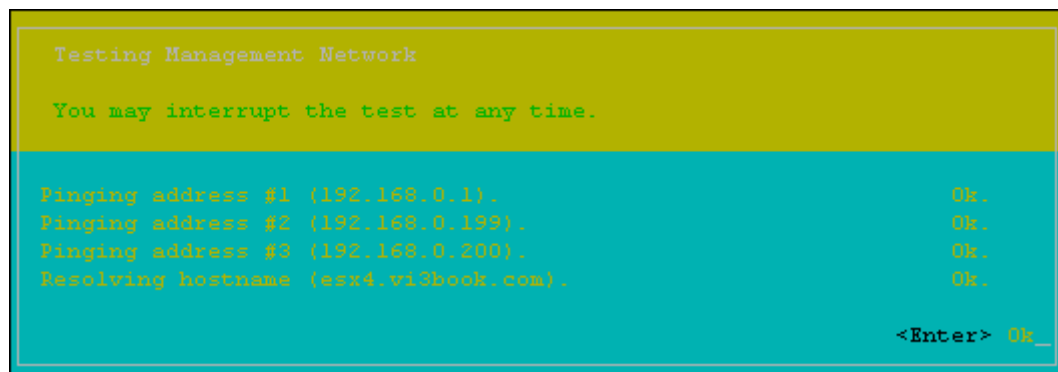 Testing Management Network
You may interrupt the test at any time.
Pinging address #1 (192.168.0.1). Ok.
Pinging address #2 (192.168.0.199). Ok.
Pinging address #3 (192.168.0.200). Ok.
Resolving hostname (esx4.vi3book.com). Ok.
<Enter> Ok_